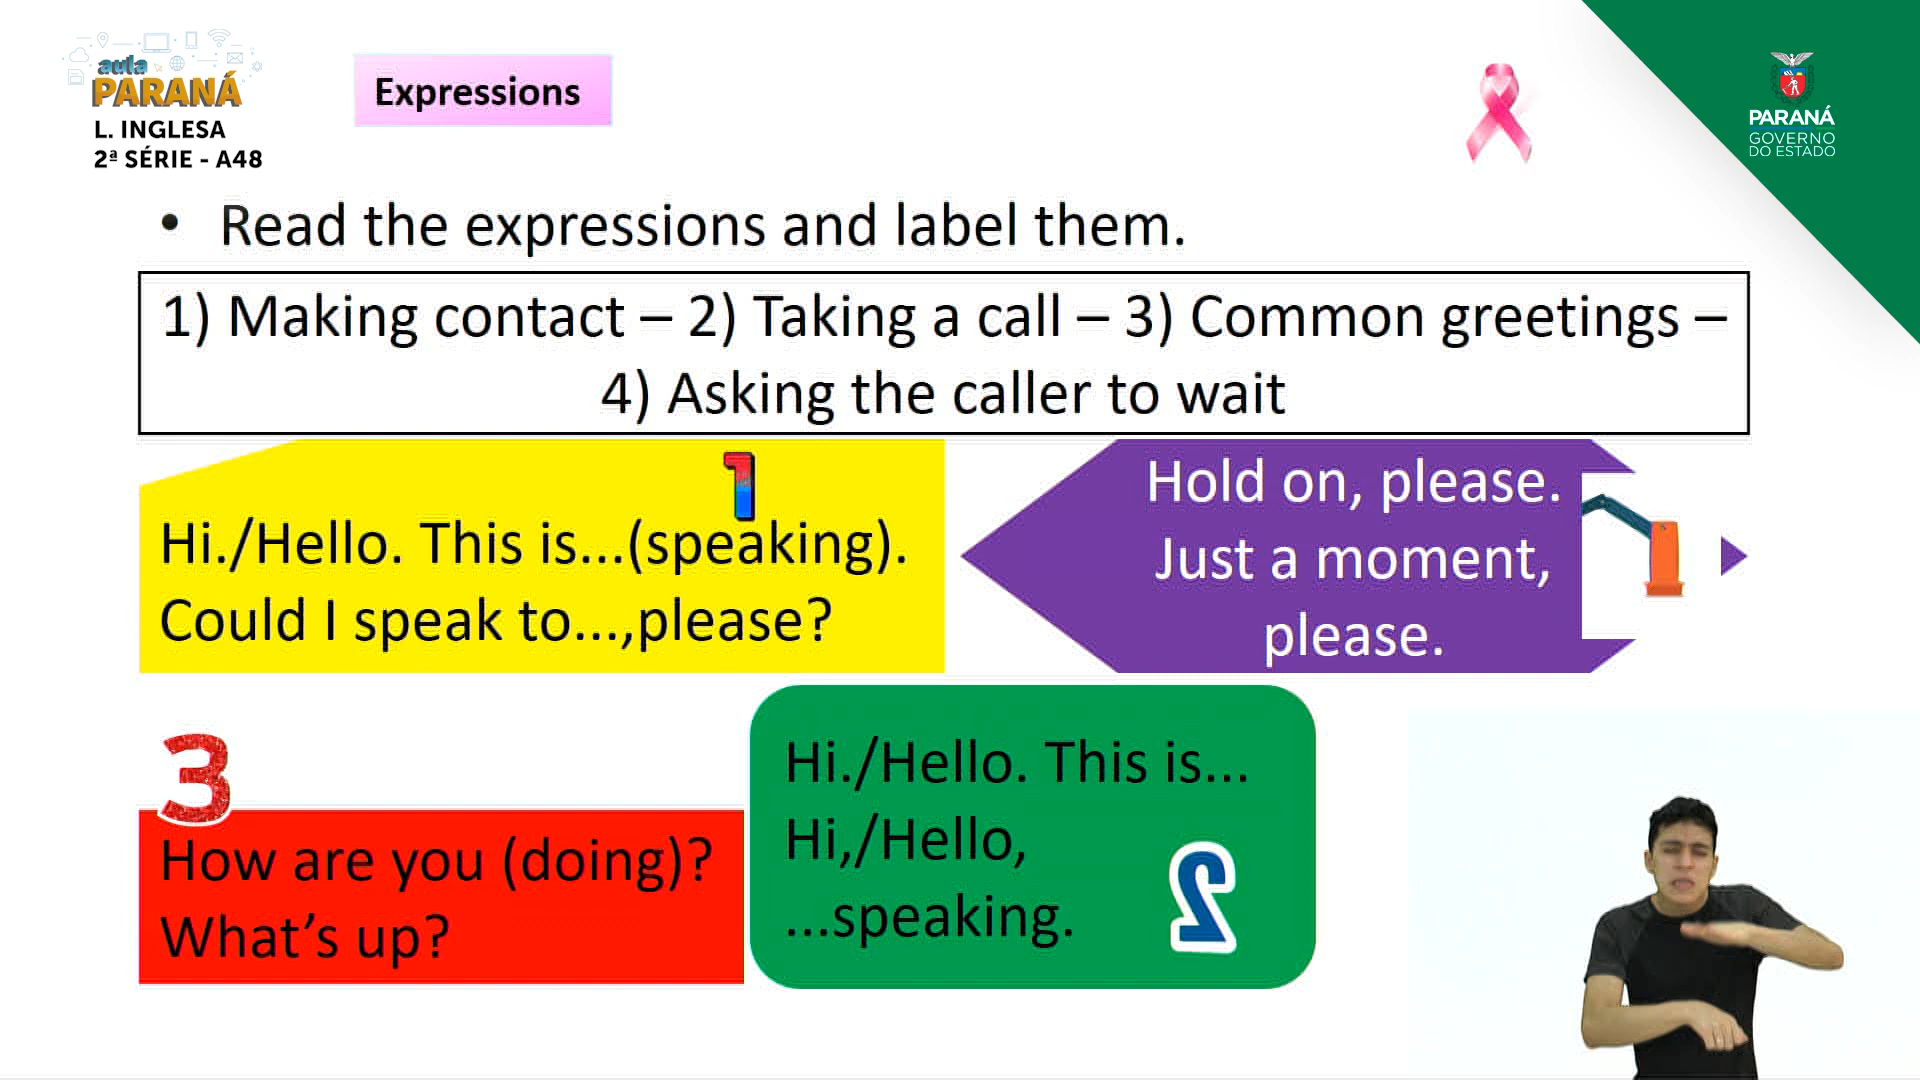 aula
PARANÁ
L. INGLESA
2ª SÉRIE - A48
Expressions
PARANÁ
GOVERNO
DO ESTADO
• Read the expressions and label them.
1) Making contact – 2) Taking a call – 3) Common greetings –
4) Asking the caller to wait
1
Hi./Hello. This is...(speaking).
Could I speak to...,please?
Hold on, please.
Just a moment,
please.
3
How are you (doing)?
What’s up?
Hi./Hello. This is...
Hi,/Hello,
...speaking.
2